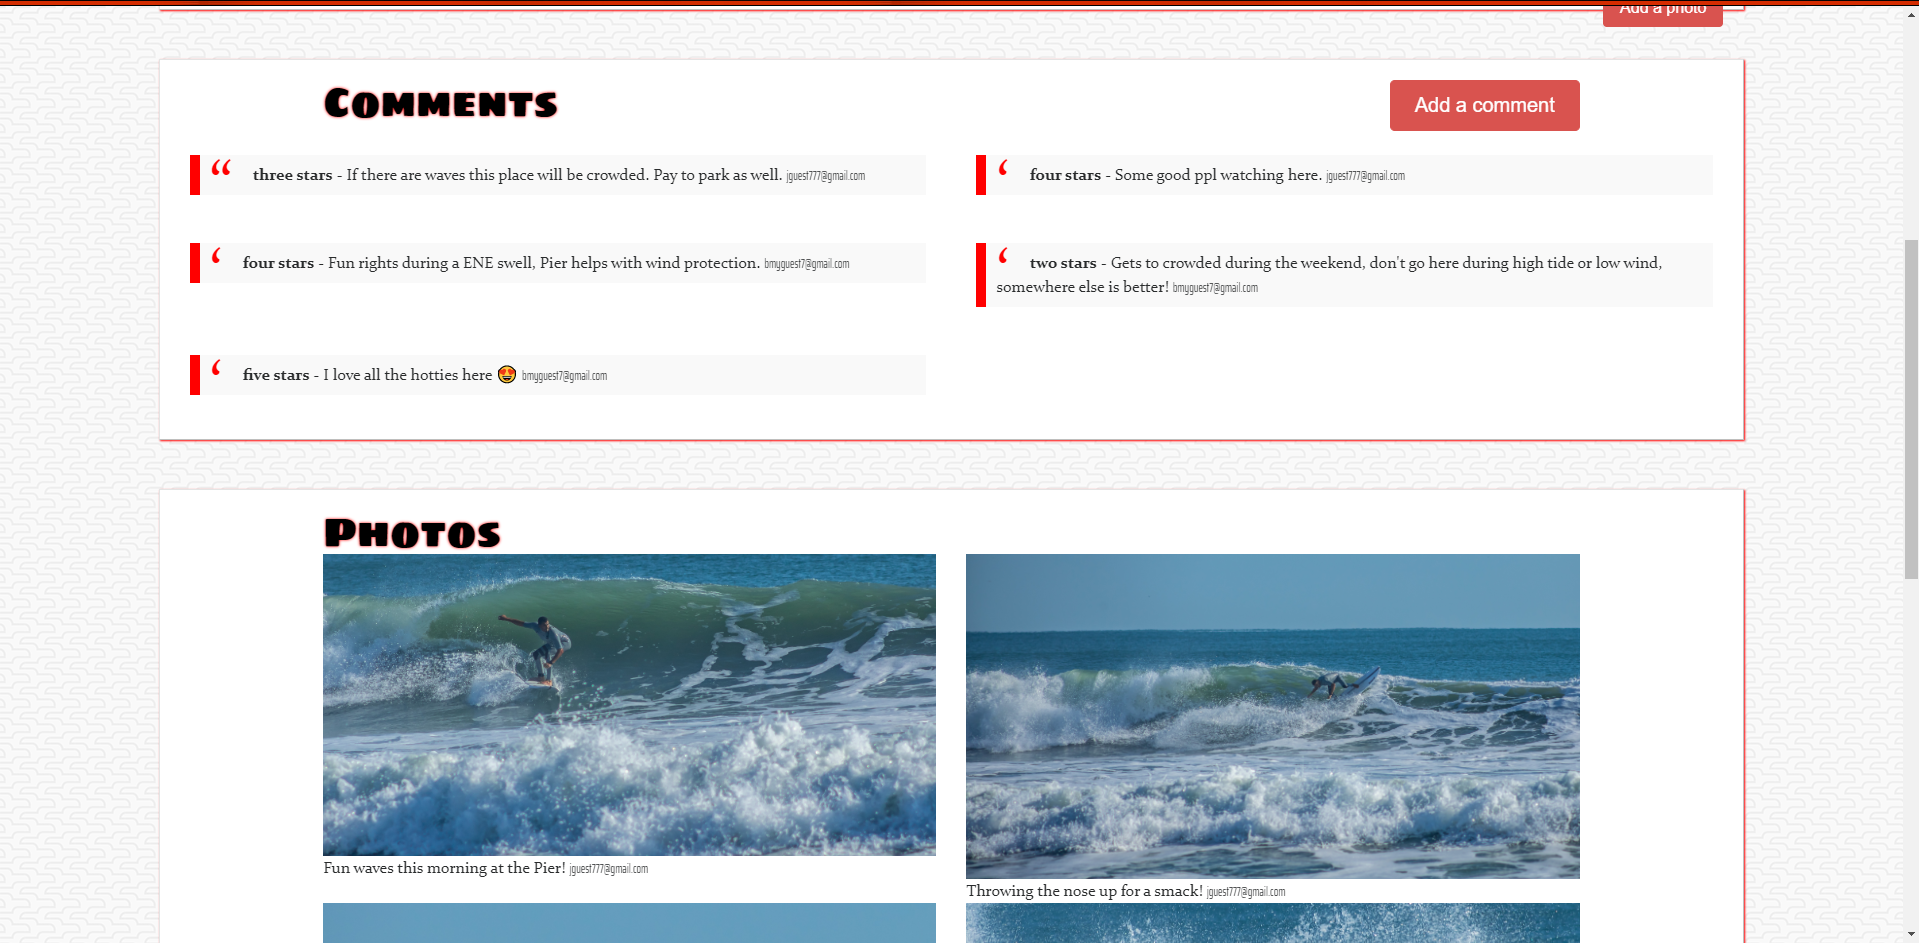 Add a photo
Comments
Add a comment
“ three stars - If there are waves this place will be crowded. Pay to park as well. jguest777@gmail.com
‘ four stars - Some good ppl watching here. jguest777@gmail.com
‘ four stars - Fun rights during a ENE swell, Pier helps with wind protection. bmyguest7@gmail.com
‘ two stars - Gets to crowded during the weekend, don't go here during high tide or low wind,
somewhere else is better! bmyguest7@gmail.com
‘ five stars - I love all the hotties here 😍 bmyguest7@gmail.com
Photos
Fun waves this morning at the Pier! jguest777@gmail.com
Throwing the nose up for a smack! jguest777@gmail.com